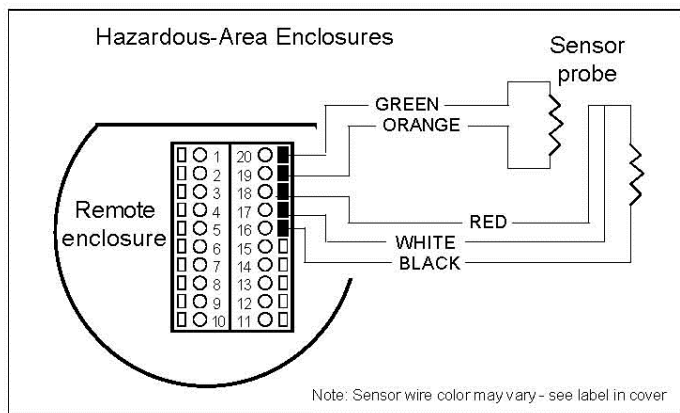 Hazardous-Area Enclosures
Sensor
probe
GREEN
ORANGE
Remote
enclosure
1 20
2 19
3 18
4 17
5 16
6 15
7 14
8 13
9 12
10 11
RED
WHITE
BLACK
Note: Sensor wire color may vary - see label in cover